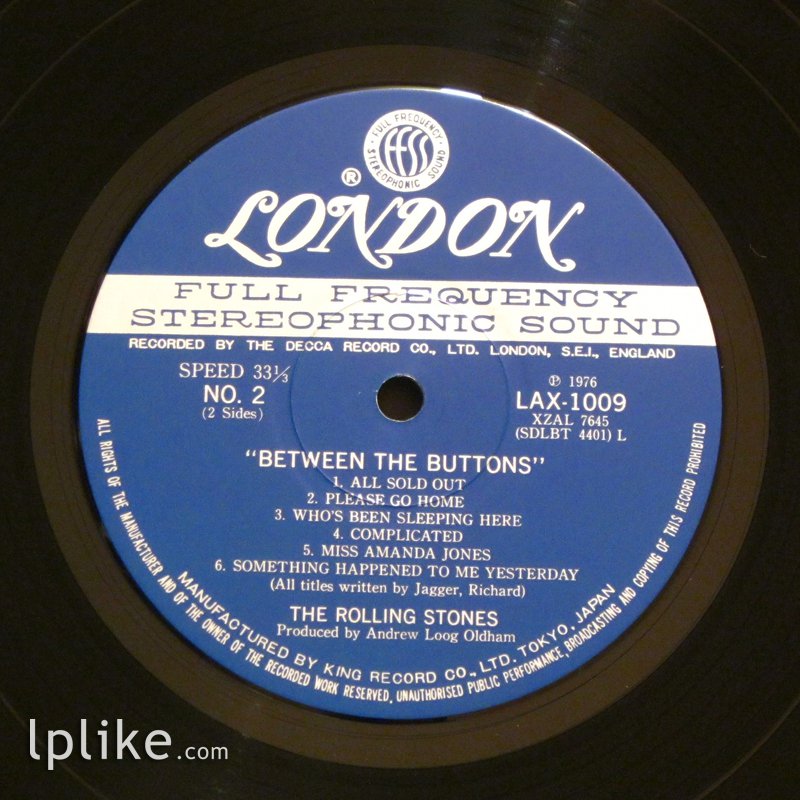 FULL FREQUENCY
ffss
STEREOPHONIC SOUND
®
LONDON
FULL FREQUENCY
STEREOPHONIC SOUND
RECORDED BY THE DECCA RECORD CO., LTD. LONDON, S.E.I., ENGLAND
SPEED 33⅓
NO. 2
(2 Sides)
℗ 1976
LAX-1009
XZAL 7645
(SDLBT 4401) L
"BETWEEN THE BUTTONS"
1. ALL SOLD OUT
2. PLEASE GO HOME
3. WHO'S BEEN SLEEPING HERE
4. COMPLICATED
5. MISS AMANDA JONES
6. SOMETHING HAPPENED TO ME YESTERDAY
(All titles written by Jagger, Richard)
THE ROLLING STONES
Produced by Andrew Loog Oldham
MANUFACTURED BY KING RECORD CO., LTD. TOKYO, JAPAN
ALL RIGHTS OF THE MANUFACTURER AND OF THE OWNER OF THE RECORDED WORK RESERVED, UNAUTHORISED PUBLIC PERFORMANCE, BROADCASTING AND COPYING OF THIS RECORD PROHIBITED
lplike.com